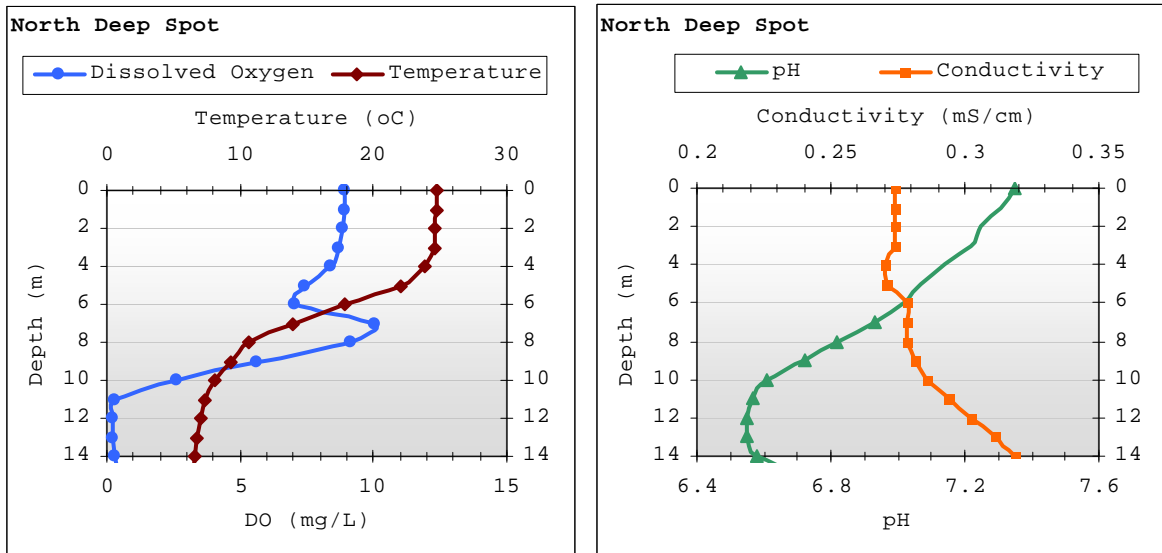 North Deep Spot
Dissolved Oxygen Temperature
Temperature (oC)
0 10 20 30
0 0
2 2
4 4
6 6
8 8
10 10
12 12
14 14
Depth (m)
0 5 10 15
DO (mg/L)
North Deep Spot
pH Conductivity
Conductivity (mS/cm)
0.2 0.25 0.3 0.35
0 0
2 2
4 4
6 6
8 8
10 10
12 12
14 14
Depth (m)
6.4 6.8 7.2 7.6
pH